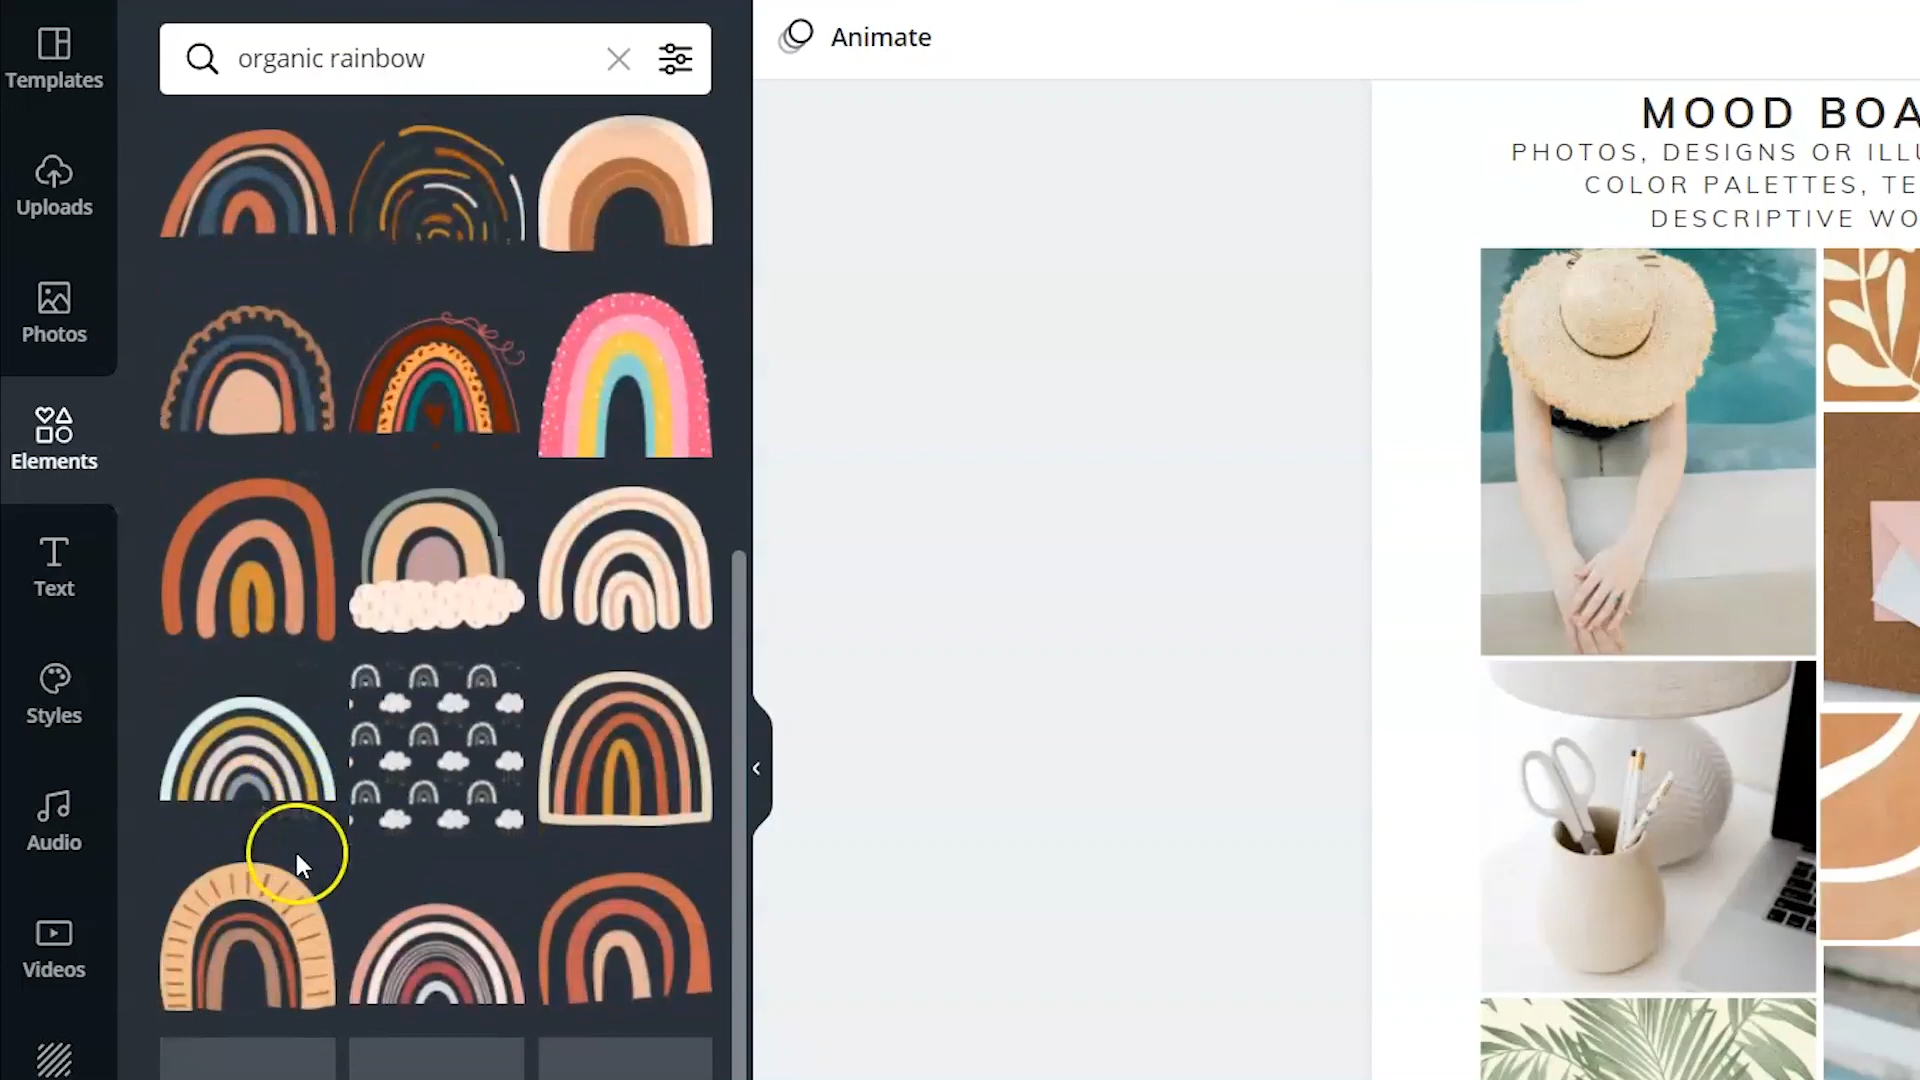 Templates
Uploads
Photos
Elements
Text
Styles
Audio
Videos
organic rainbow
Animate
MOOD BOA
PHOTOS, DESIGNS OR ILLU
COLOR PALETTES, TE
DESCRIPTIVE WO